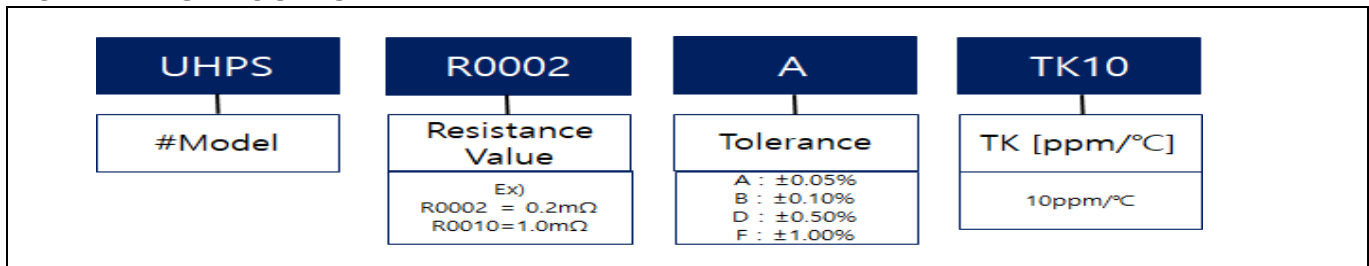 UHPS
R0002
A
TK10
#Model
Resistance
Value
Tolerance
TK [ppm/℃]
Ex)
R0002 = 0.2mΩ
R0010=1.0mΩ
A : ±0.05%
B : ±0.10%
D : ±0.50%
F : ±1.00%
10ppm/℃